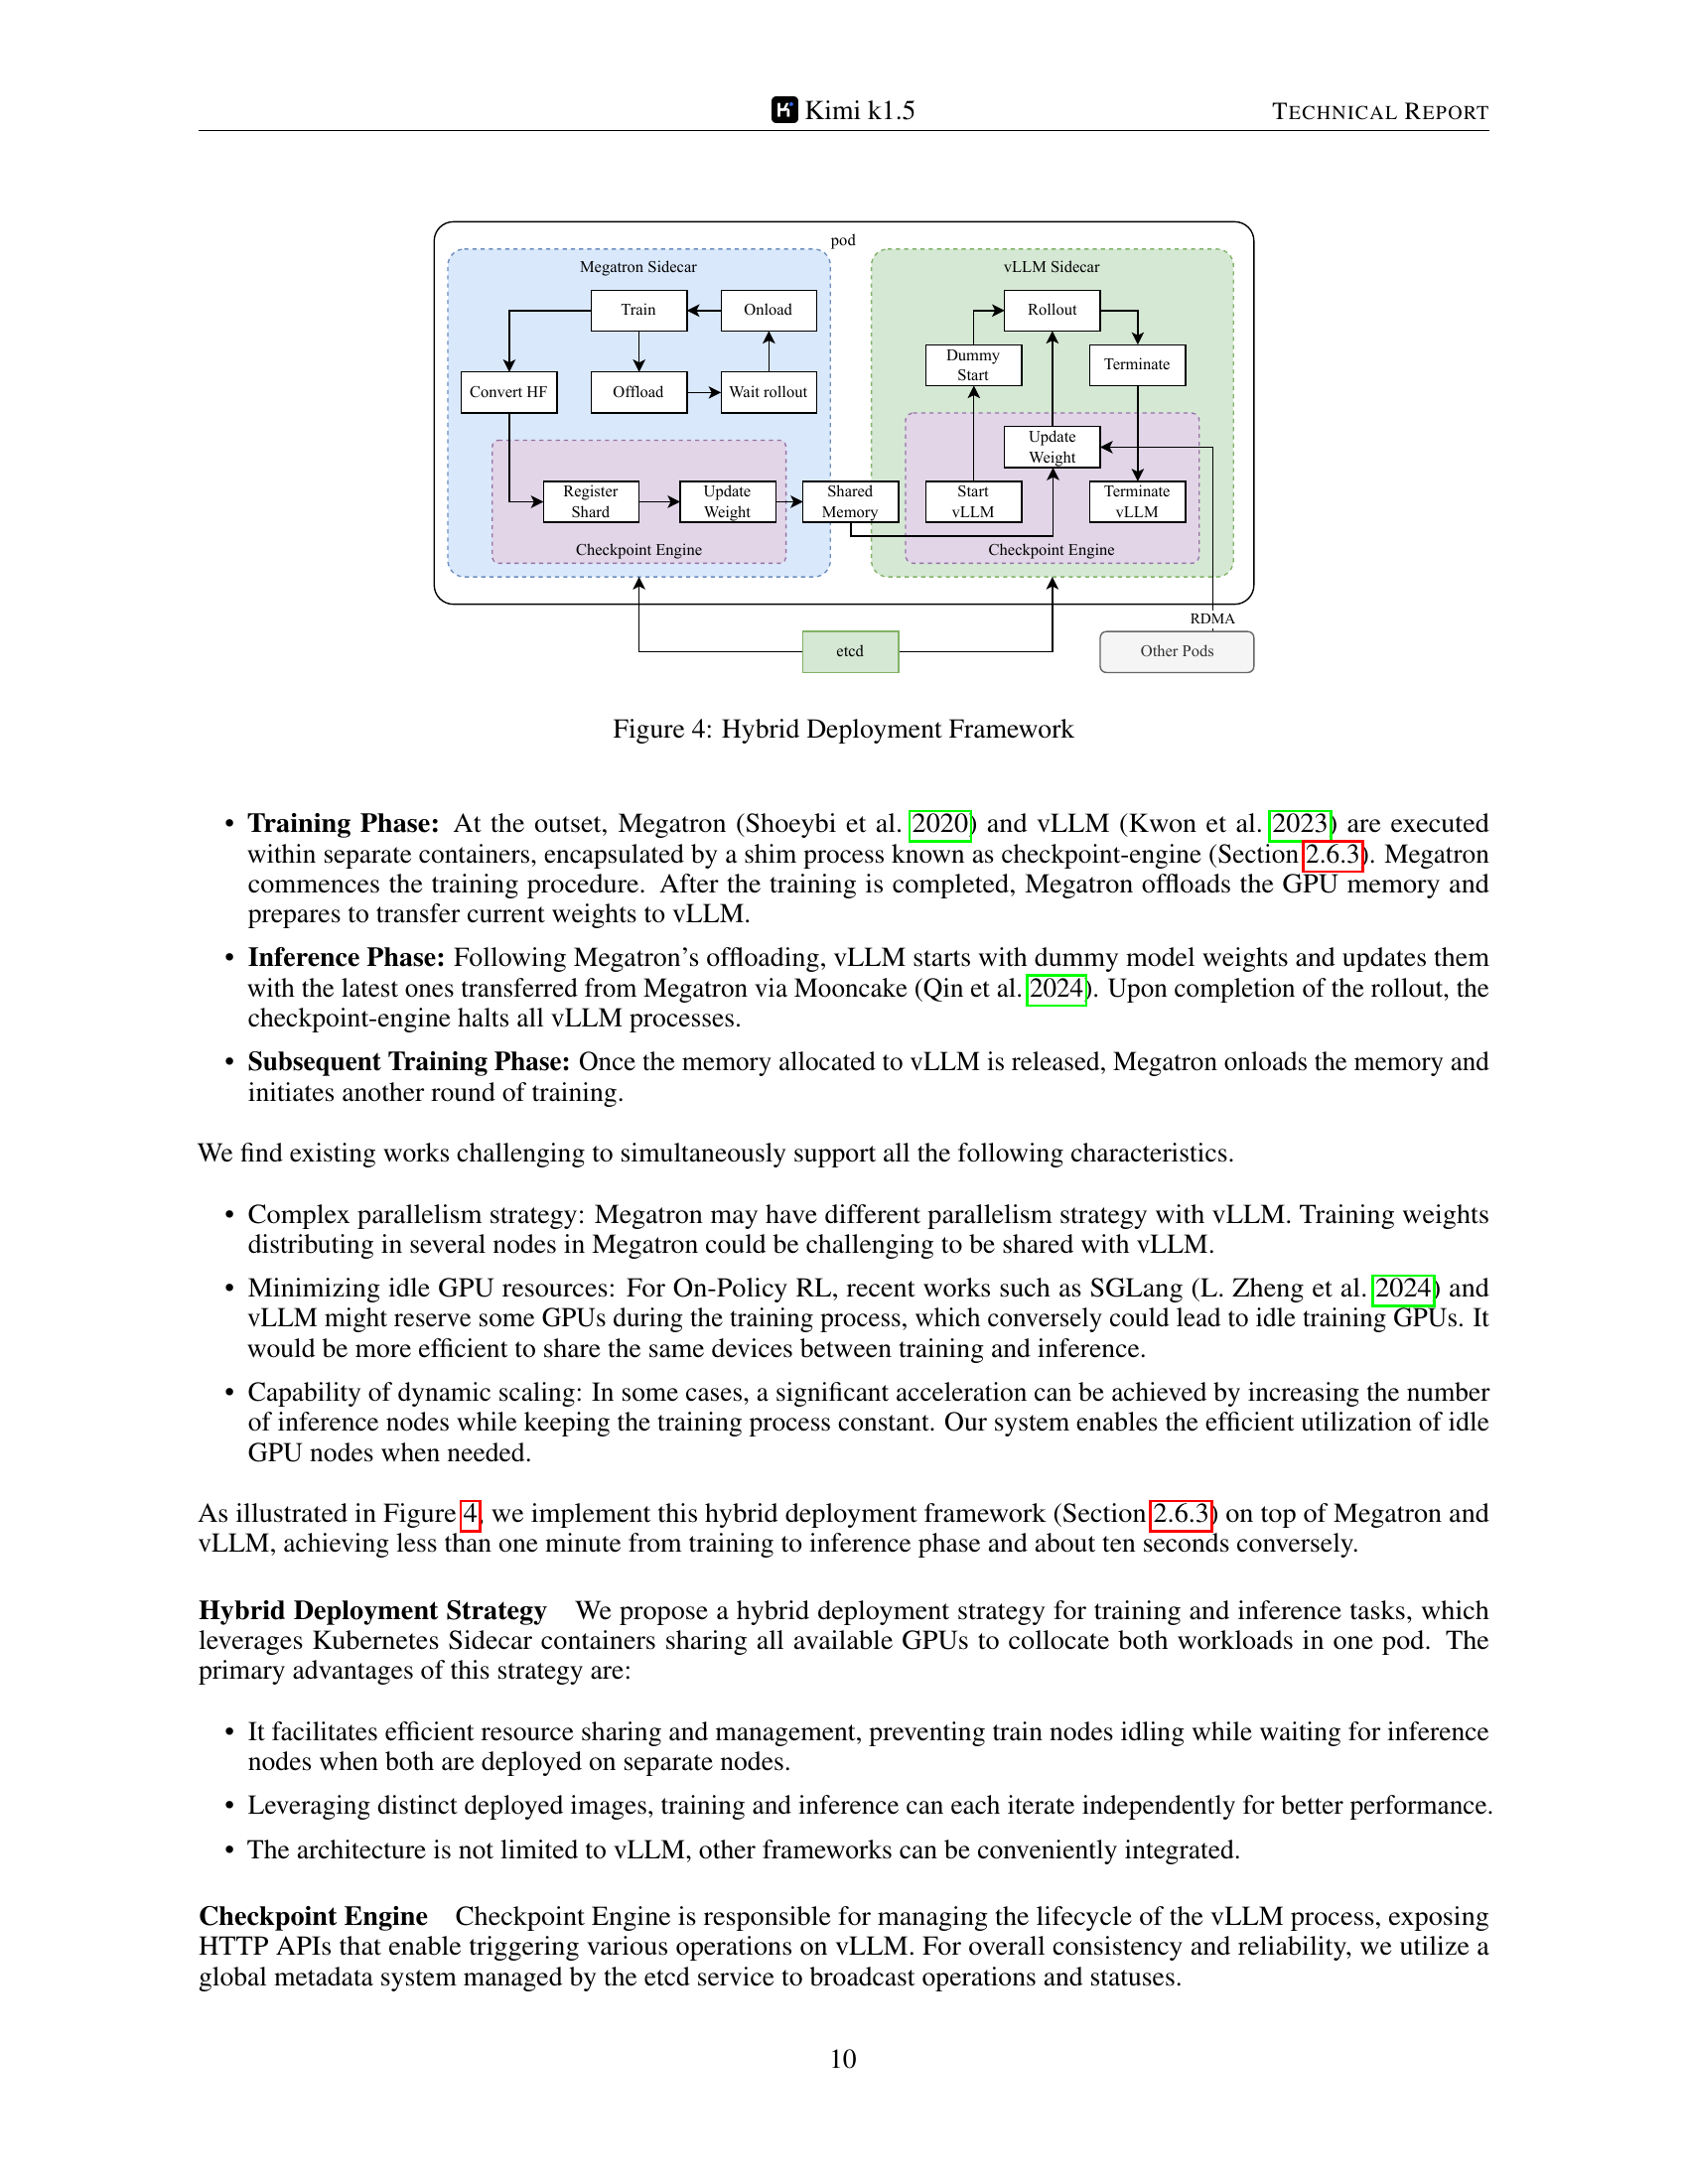 Kimi k1.5
TECHNICAL REPORT
pod
Megatron Sidecar
vLLM Sidecar
Train
Onload
Rollout
Dummy
Start
Terminate
Convert HF
Offload
Wait rollout
Update
Weight
Register
Shard
Update
Weight
Shared
Memory
Start
vLLM
Terminate
vLLM
Checkpoint Engine
Checkpoint Engine
RDMA
etcd
Other Pods
Figure 4: Hybrid Deployment Framework
• Training Phase: At the outset, Megatron (Shoeybi et al. 2020) and vLLM (Kwon et al. 2023) are executed
within separate containers, encapsulated by a shim process known as checkpoint-engine (Section 2.6.3). Megatron
commences the training procedure. After the training is completed, Megatron offloads the GPU memory and
prepares to transfer current weights to vLLM.
• Inference Phase: Following Megatron's offloading, vLLM starts with dummy model weights and updates them
with the latest ones transferred from Megatron via Mooncake (Qin et al. 2024). Upon completion of the rollout, the
checkpoint-engine halts all vLLM processes.
• Subsequent Training Phase: Once the memory allocated to vLLM is released, Megatron onloads the memory and
initiates another round of training.
We find existing works challenging to simultaneously support all the following characteristics.
• Complex parallelism strategy: Megatron may have different parallelism strategy with vLLM. Training weights
distributing in several nodes in Megatron could be challenging to be shared with vLLM.
• Minimizing idle GPU resources: For On-Policy RL, recent works such as SGLang (L. Zheng et al. 2024) and
vLLM might reserve some GPUs during the training process, which conversely could lead to idle training GPUs. It
would be more efficient to share the same devices between training and inference.
• Capability of dynamic scaling: In some cases, a significant acceleration can be achieved by increasing the number
of inference nodes while keeping the training process constant. Our system enables the efficient utilization of idle
GPU nodes when needed.
As illustrated in Figure 4, we implement this hybrid deployment framework (Section 2.6.3) on top of Megatron and
vLLM, achieving less than one minute from training to inference phase and about ten seconds conversely.
Hybrid Deployment Strategy We propose a hybrid deployment strategy for training and inference tasks, which
leverages Kubernetes Sidecar containers sharing all available GPUs to collocate both workloads in one pod. The
primary advantages of this strategy are:
• It facilitates efficient resource sharing and management, preventing train nodes idling while waiting for inference
nodes when both are deployed on separate nodes.
• Leveraging distinct deployed images, training and inference can each iterate independently for better performance.
• The architecture is not limited to vLLM, other frameworks can be conveniently integrated.
Checkpoint Engine Checkpoint Engine is responsible for managing the lifecycle of the vLLM process, exposing
HTTP APIs that enable triggering various operations on vLLM. For overall consistency and reliability, we utilize a
global metadata system managed by the etcd service to broadcast operations and statuses.
10